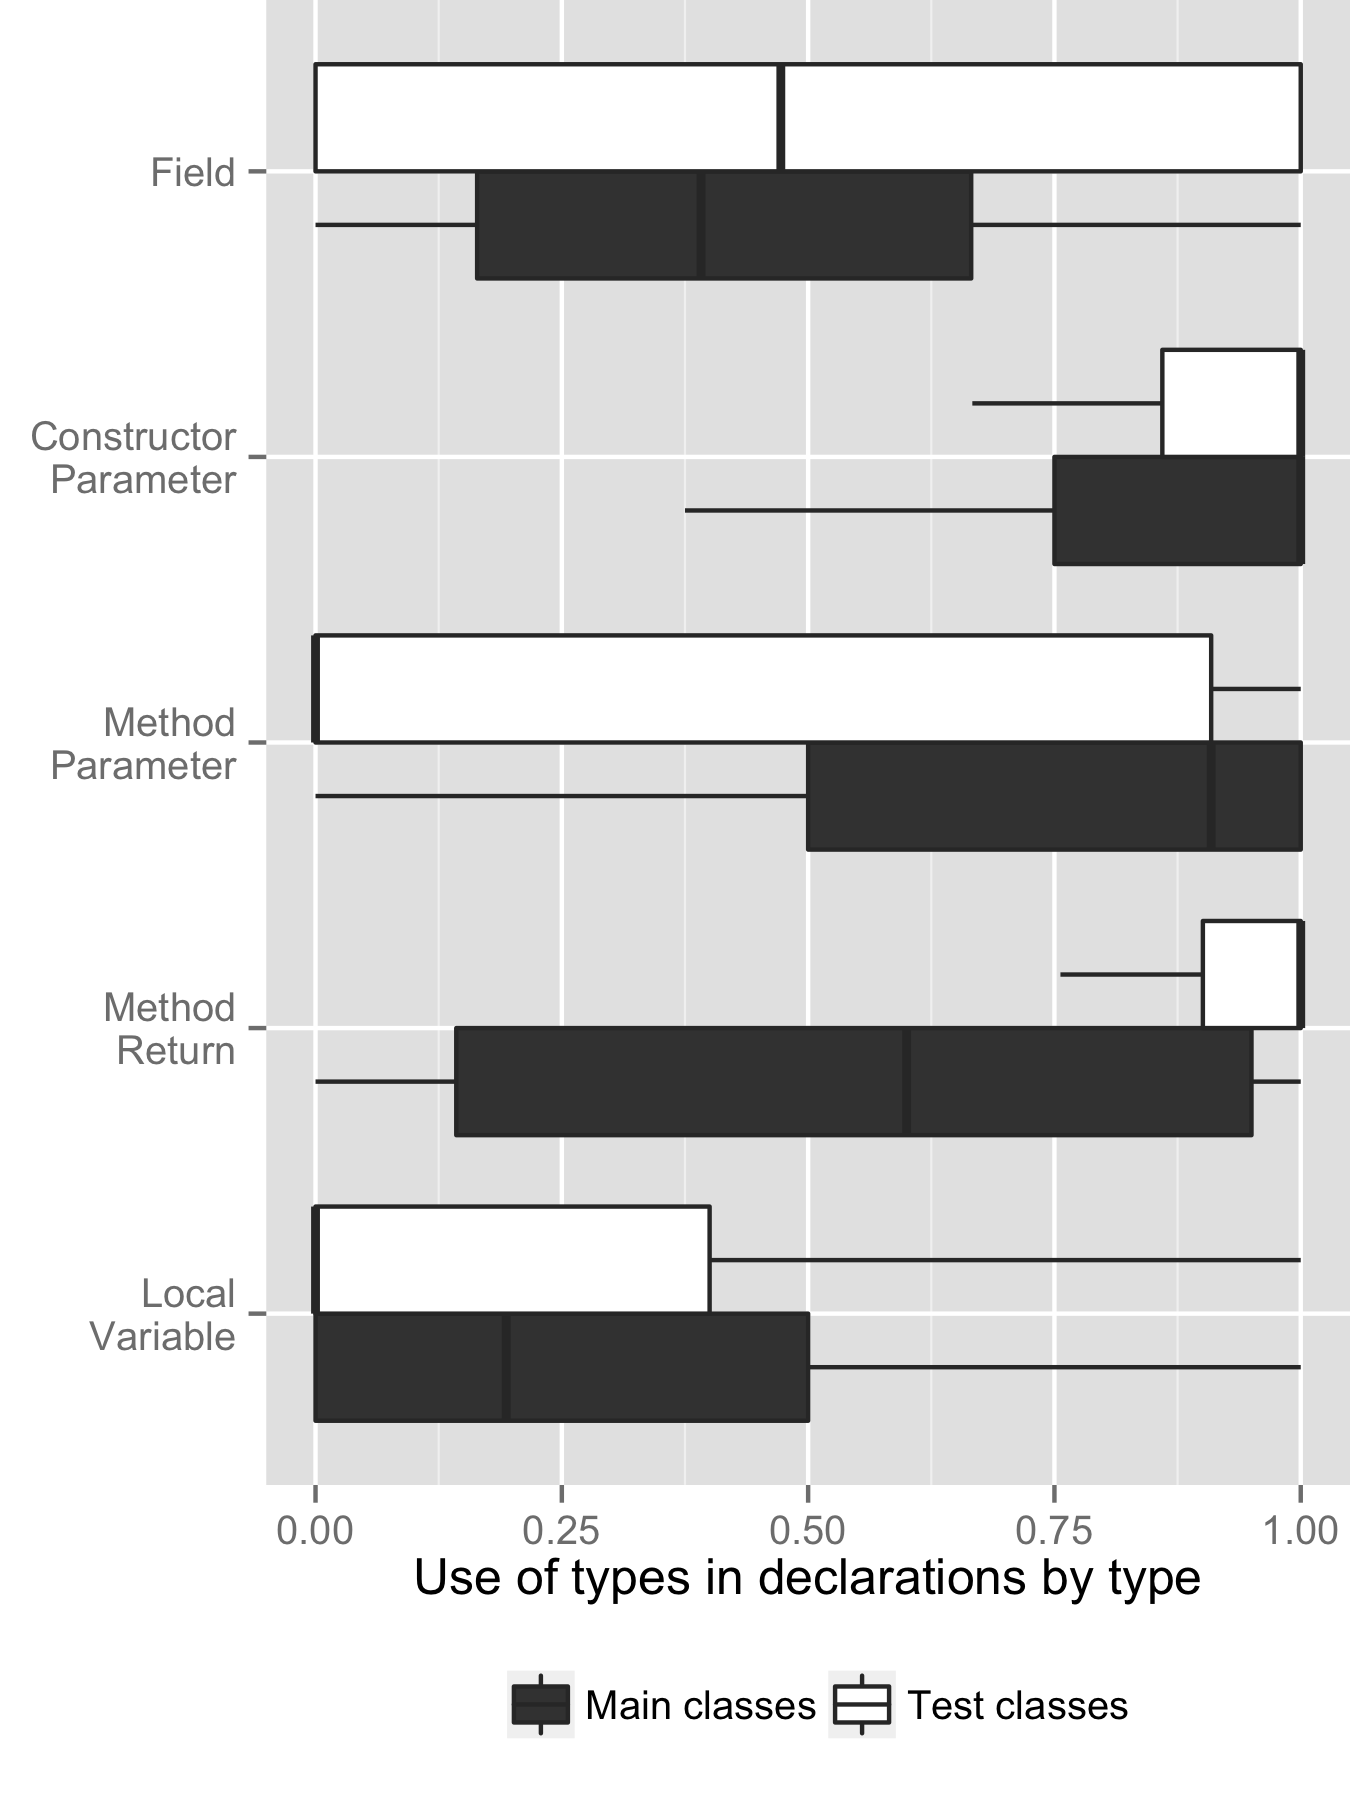 Field
Constructor
Parameter
Method
Parameter
Method
Return
Local
Variable
0.00 0.25 0.50 0.75 1.00
Use of types in declarations by type
Main classes Test classes